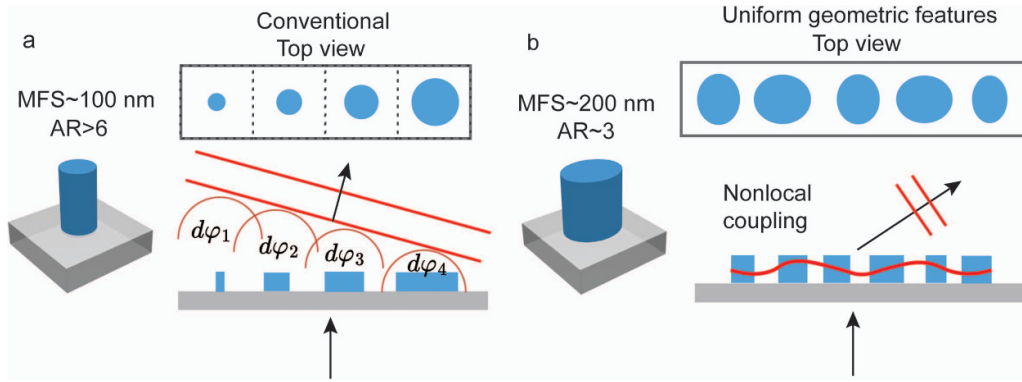 a
Conventional
Top view
MFS~100 nm
AR>6
dφ1
dφ2
dφ3
dφ4
b
Uniform geometric features
Top view
MFS~200 nm
AR~3
Nonlocal
coupling